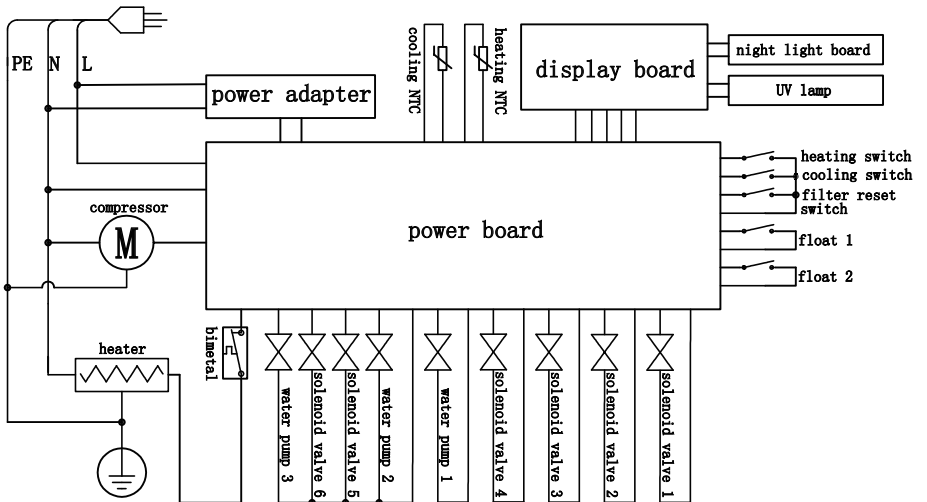 PE N L
power adapter
cooling NTC
heating NTC
display board
night light board
UV lamp
heating switch
cooling switch
filter reset
switch
float 1
float 2
compressor
M
power board
heater
bimetal
water pump 3
solenoid valve 6
solenoid valve 5
water pump 2
water pump 1
solenoid valve 4
solenoid valve 3
solenoid valve 2
solenoid valve 1